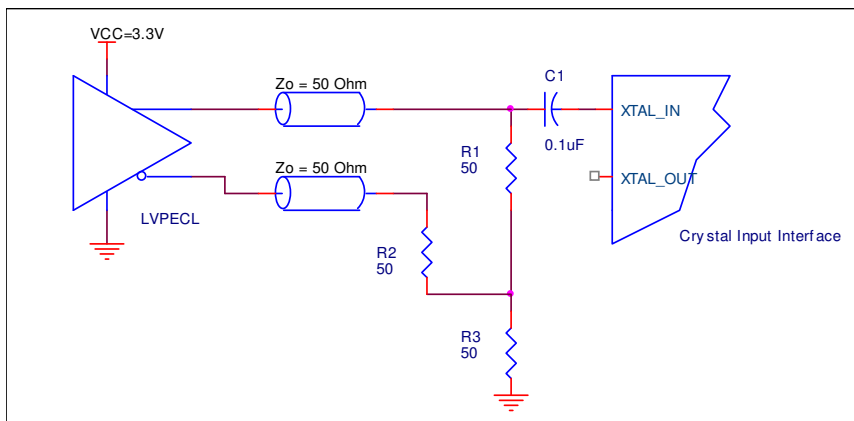 VCC=3.3V
Zo = 50 Ohm
C1
0.1uF
XTAL_IN
R1
50
Zo = 50 Ohm
XTAL_OUT
LVPECL
Crystal Input Interface
R2
50
R3
50